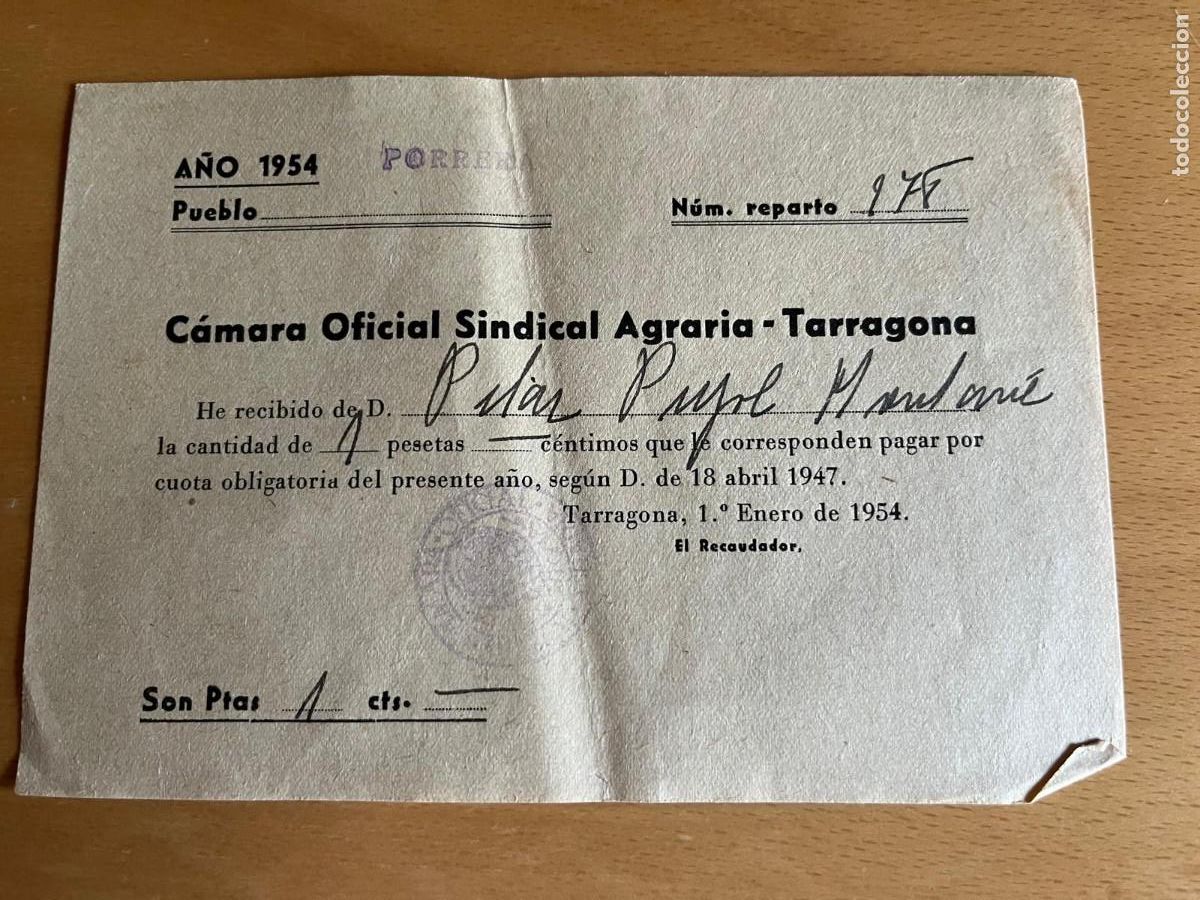 AÑO 1954 PORRERA
Pueblo
Núm. reparto
Cámara Oficial Sindical Agraria - Tarragona
He recibido de D. Pilar Pujol
la cantidad de 1 pesetas — céntimos que le corresponden pagar por
cuota obligatoria del presente año, según D. de 18 abril 1947.
Tarragona, 1.º Enero de 1954.
El Recaudador,
Son Ptas 1 cts. —
todocoleccion